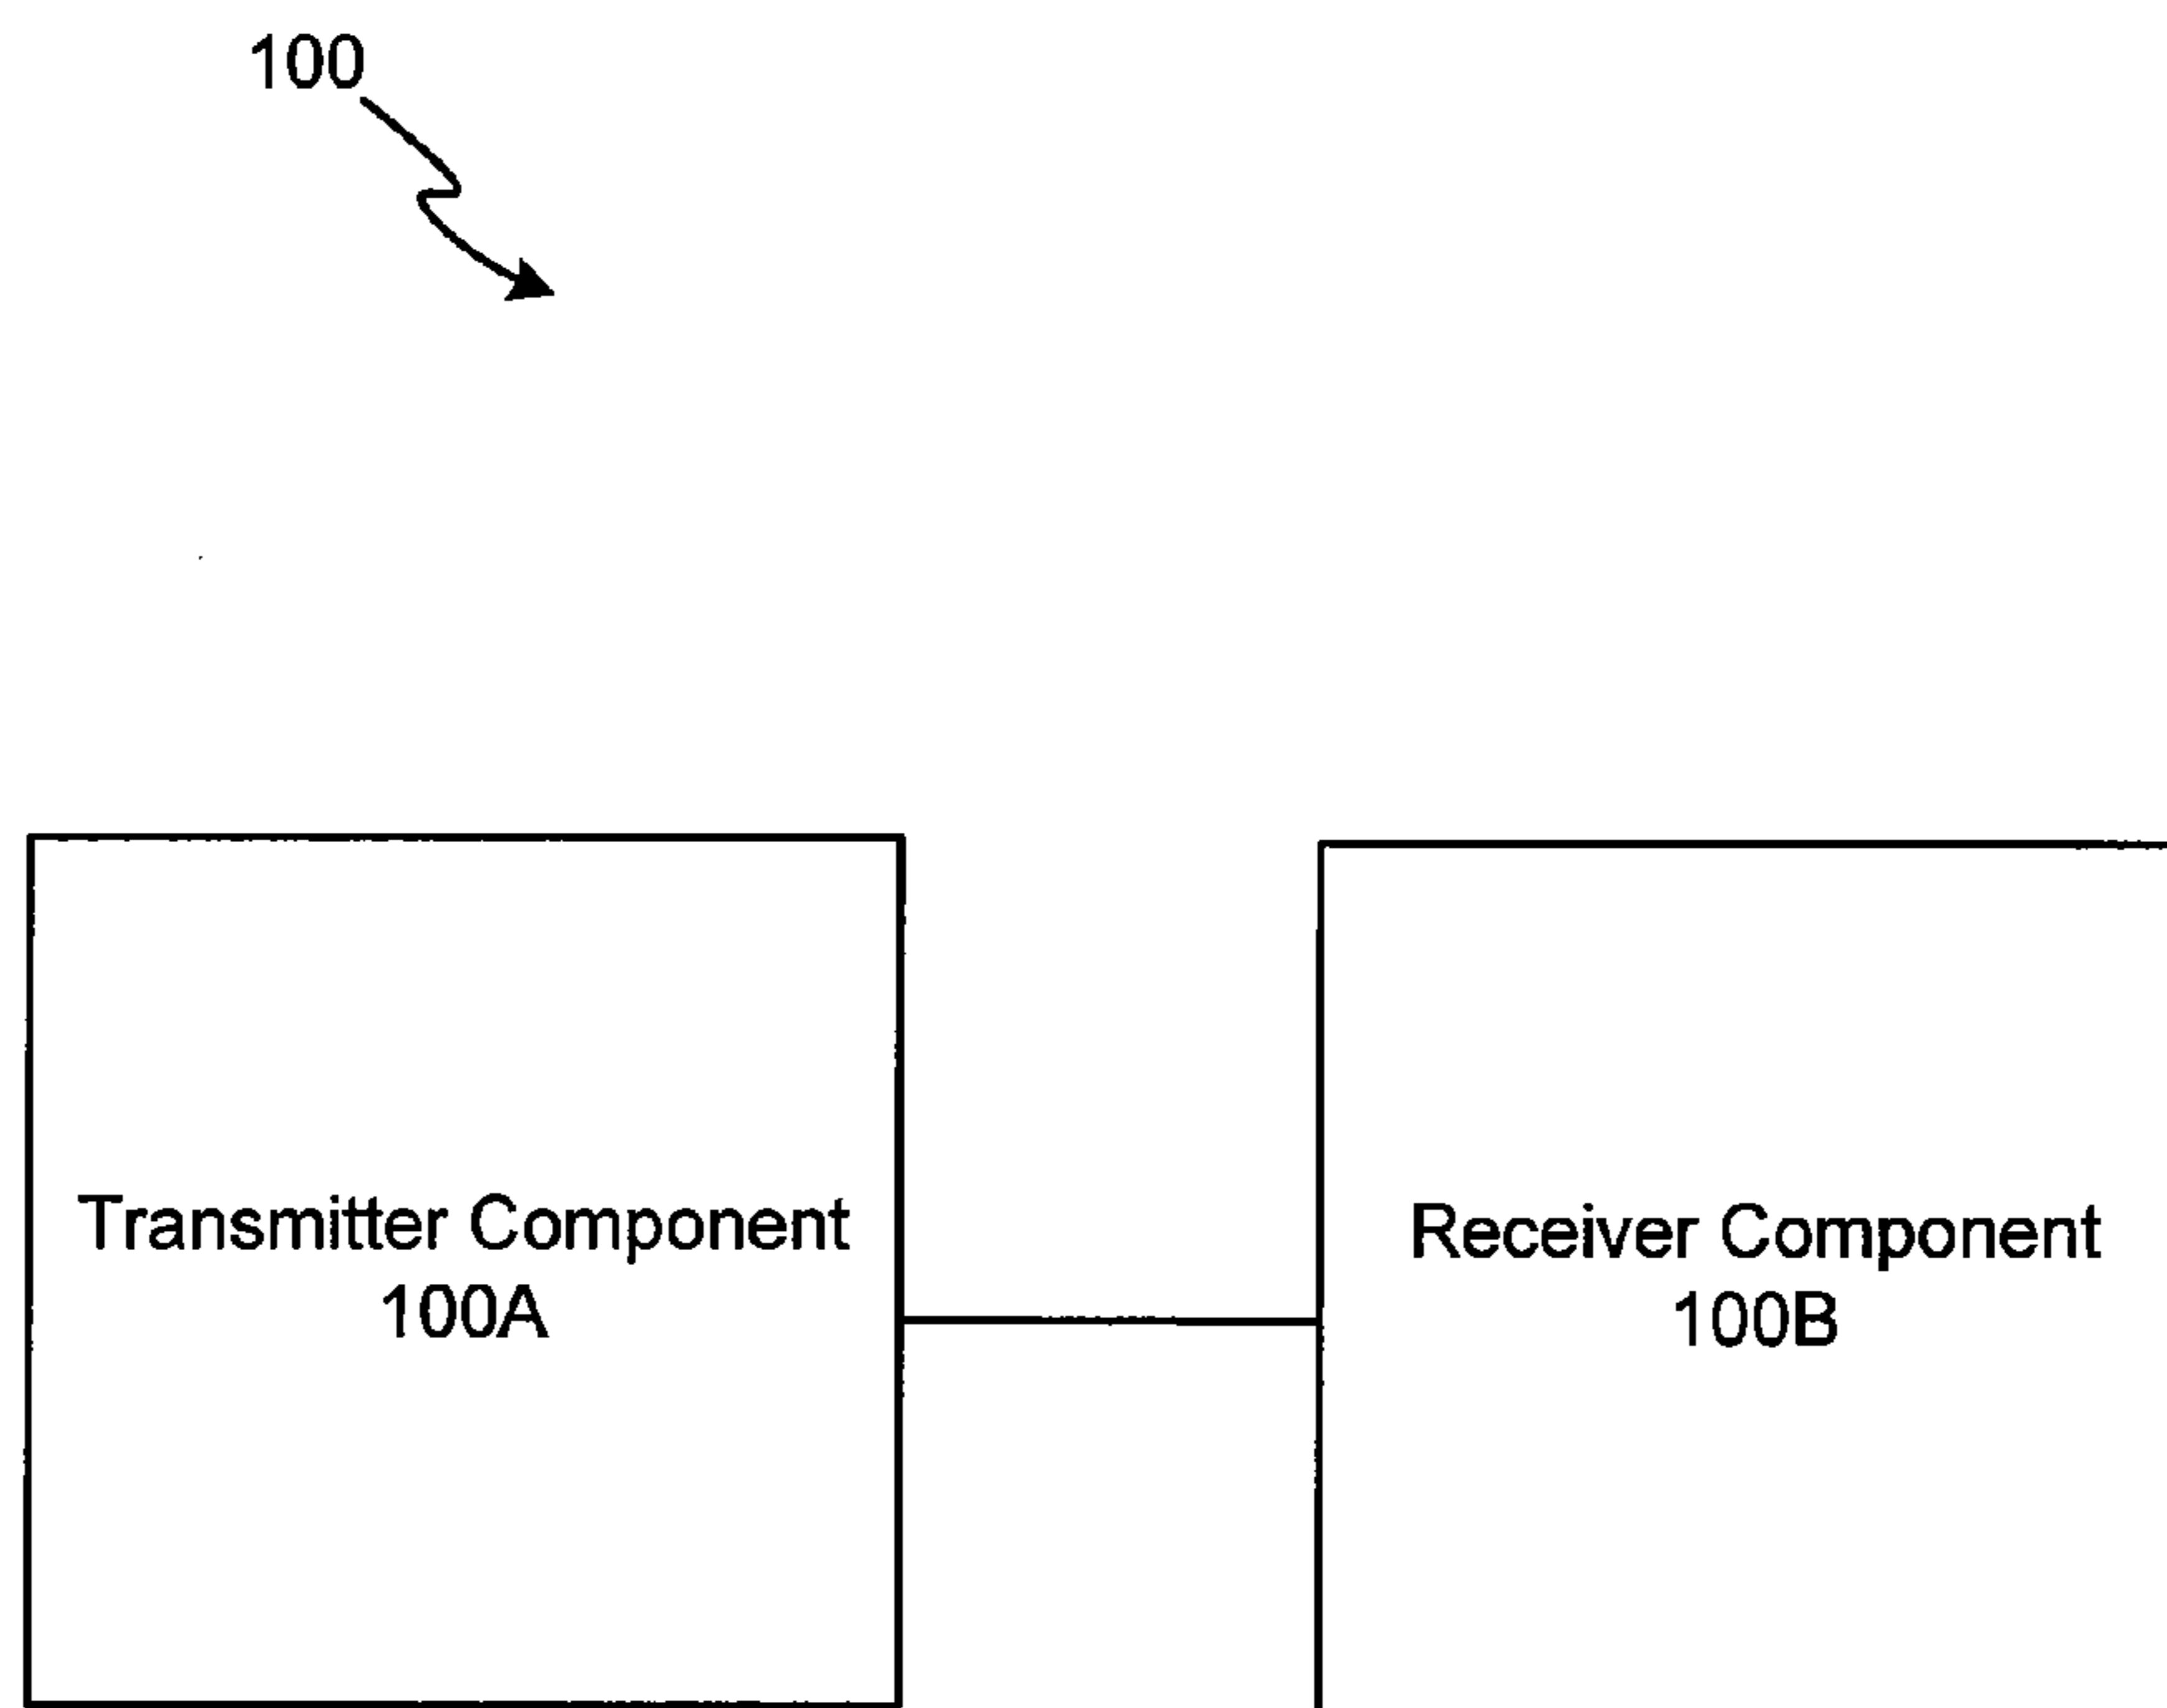 100
Transmitter Component
100A
Receiver Component
100B